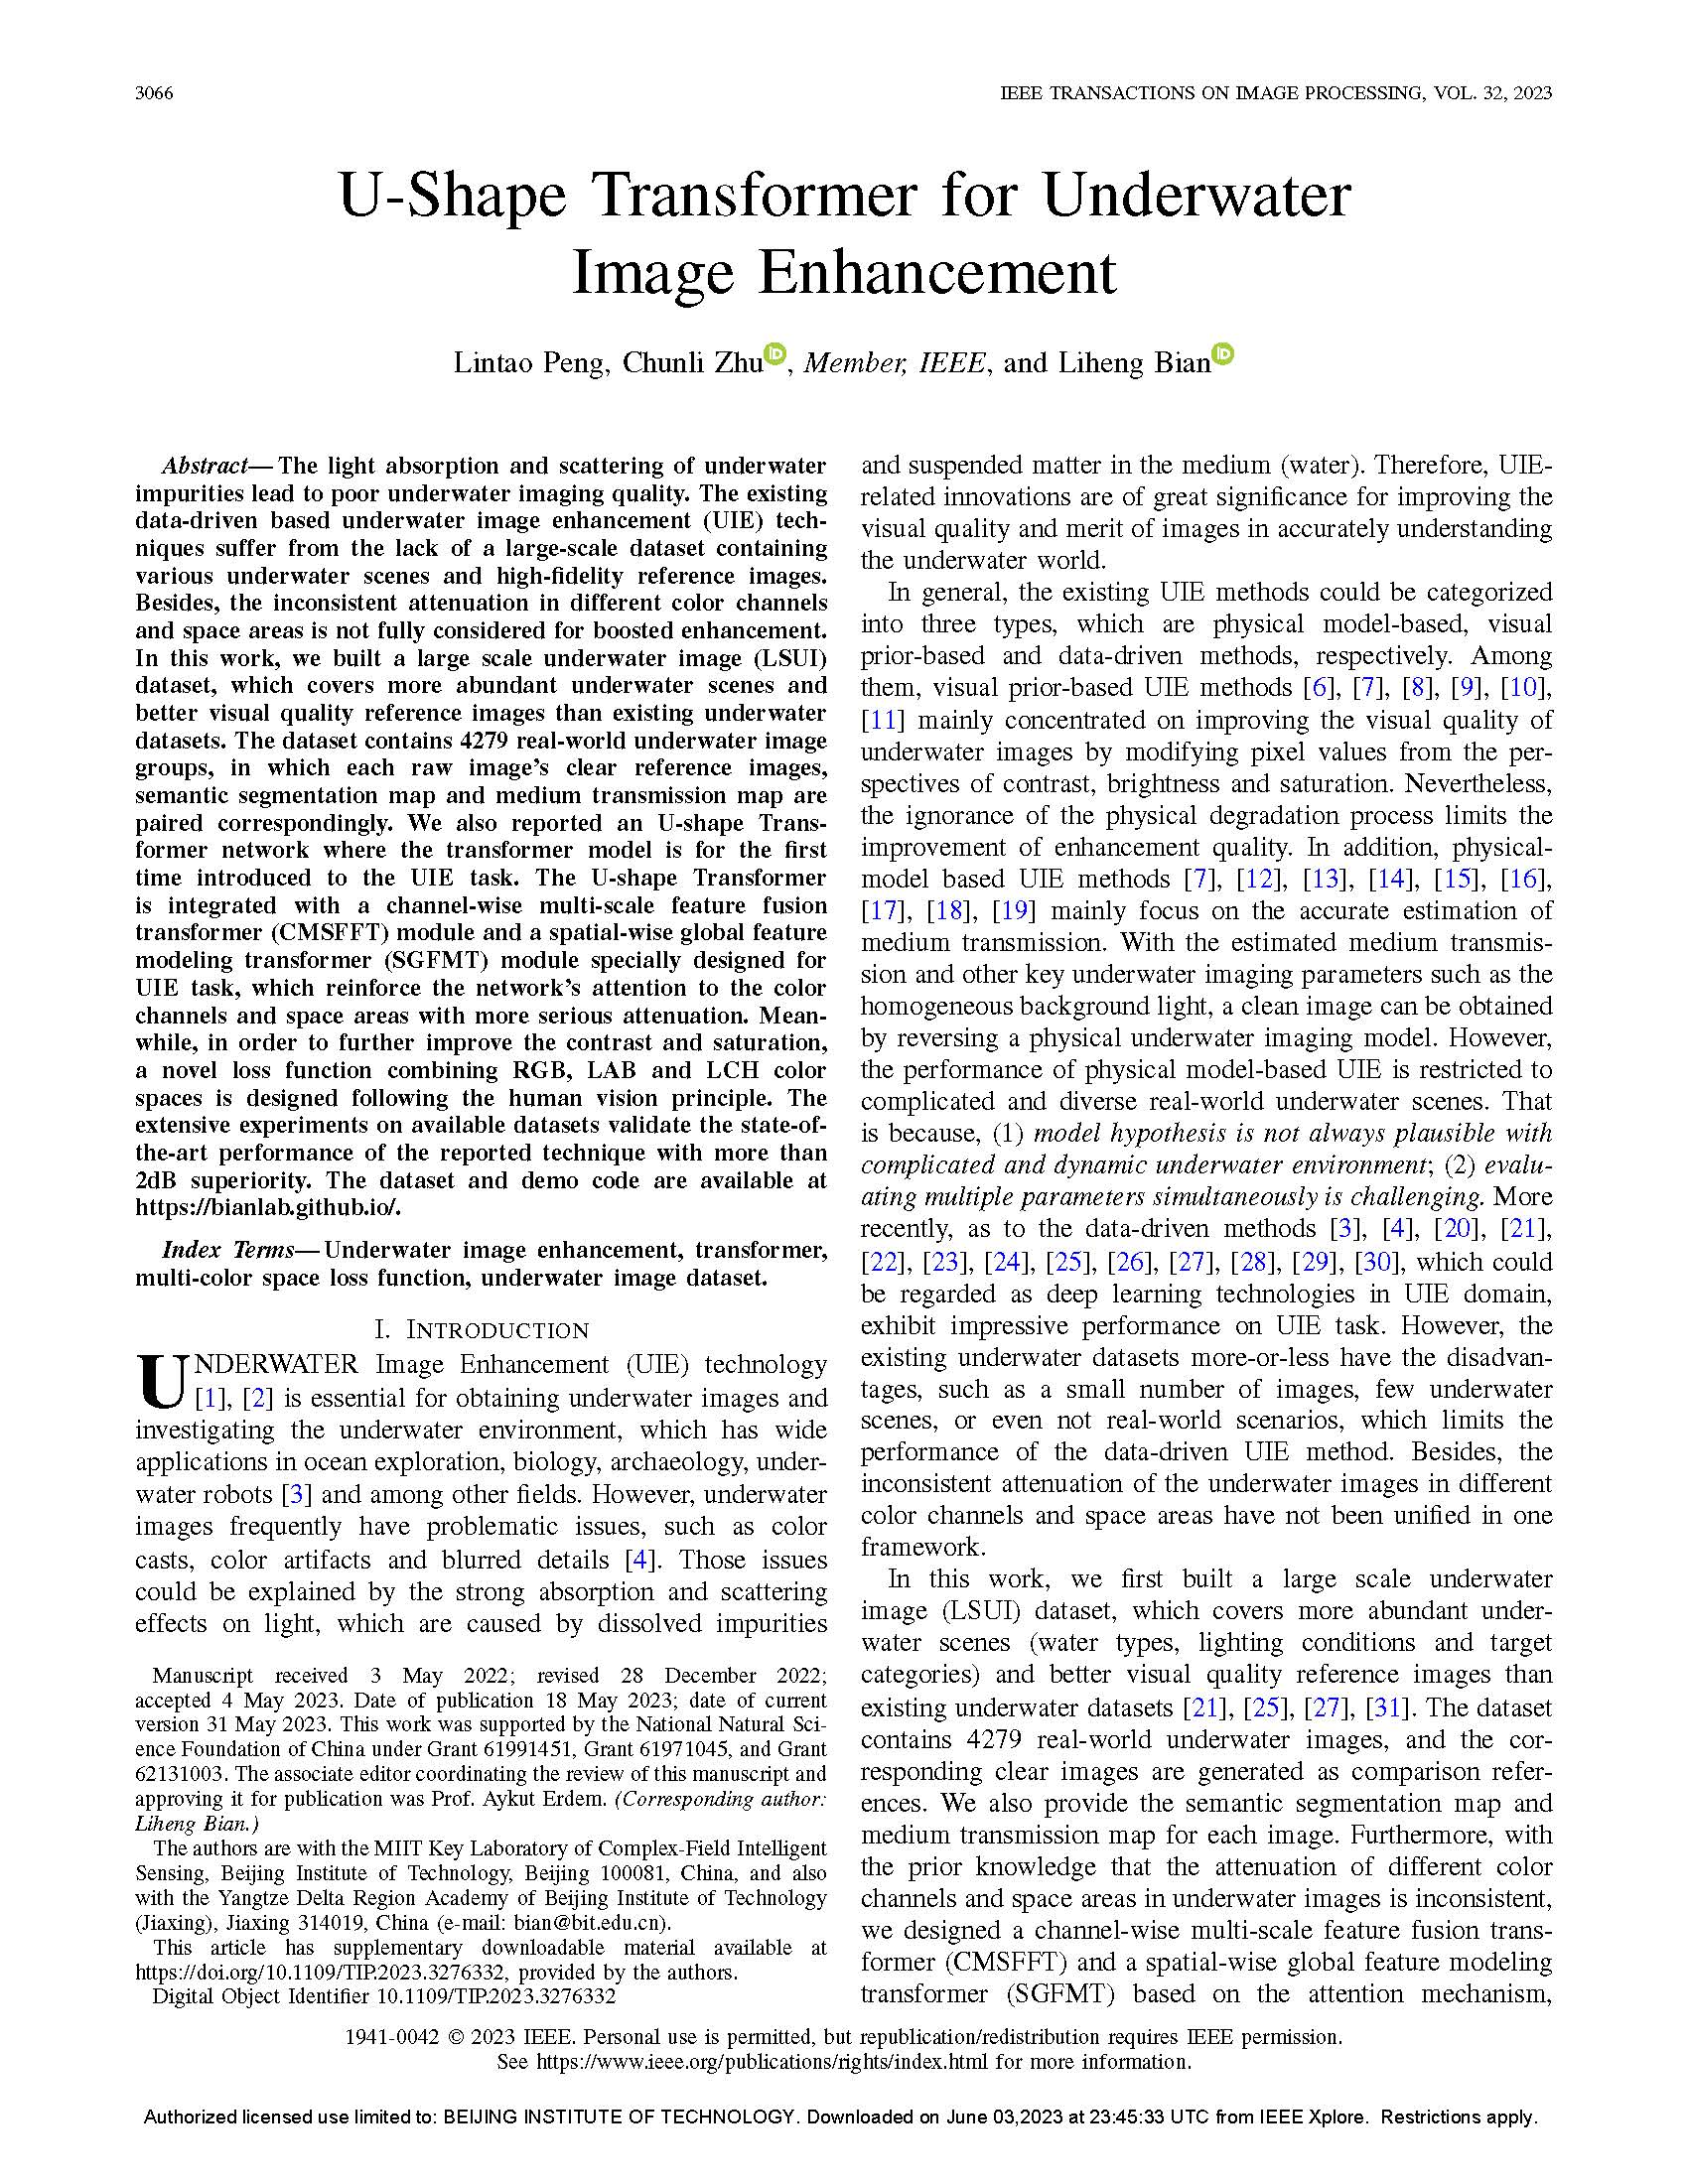 3066
IEEE TRANSACTIONS ON IMAGE PROCESSING, VOL. 32, 2023
U-Shape Transformer for Underwater
Image Enhancement
Lintao Peng, Chunli Zhu, Member, IEEE, and Liheng Bian
Abstract—The light absorption and scattering of underwater
impurities lead to poor underwater imaging quality. The existing
data-driven based underwater image enhancement (UIE) tech-
niques suffer from the lack of a large-scale dataset containing
various underwater scenes and high-fidelity reference images.
Besides, the inconsistent attenuation in different color channels
and space areas is not fully considered for boosted enhancement.
In this work, we built a large scale underwater image (LSUI)
dataset, which covers more abundant underwater scenes and
better visual quality reference images than existing underwater
datasets. The dataset contains 4279 real-world underwater image
groups, in which each raw image's clear reference images,
semantic segmentation map and medium transmission map are
paired correspondingly. We also reported an U-shape Trans-
former network where the transformer model is for the first
time introduced to the UIE task. The U-shape Transformer
is integrated with a channel-wise multi-scale feature fusion
transformer (CMSFFT) module and a spatial-wise global feature
modeling transformer (SGFMT) module specially designed for
UIE task, which reinforce the network's attention to the color
channels and space areas with more serious attenuation. Mean-
while, in order to further improve the contrast and saturation,
a novel loss function combining RGB, LAB and LCH color
spaces is designed following the human vision principle. The
extensive experiments on available datasets validate the state-of-
the-art performance of the reported technique with more than
2dB superiority. The dataset and demo code are available at
https://bianlab.github.io/.
Index Terms—Underwater image enhancement, transformer,
multi-color space loss function, underwater image dataset.
I. INTRODUCTION
UNDERWATER Image Enhancement (UIE) technology
[1], [2] is essential for obtaining underwater images and
investigating the underwater environment, which has wide
applications in ocean exploration, biology, archaeology, under-
water robots [3] and among other fields. However, underwater
images frequently have problematic issues, such as color
casts, color artifacts and blurred details [4]. Those issues
could be explained by the strong absorption and scattering
effects on light, which are caused by dissolved impurities
Manuscript received 3 May 2022; revised 28 December 2022;
accepted 4 May 2023. Date of publication 18 May 2023; date of current
version 31 May 2023. This work was supported by the National Natural Sci-
ence Foundation of China under Grant 61991451, Grant 61971045, and Grant
62131003. The associate editor coordinating the review of this manuscript and
approving it for publication was Prof. Aykut Erdem. (Corresponding author:
Liheng Bian.)
The authors are with the MIIT Key Laboratory of Complex-Field Intelligent
Sensing, Beijing Institute of Technology, Beijing 100081, China, and also
with the Yangtze Delta Region Academy of Beijing Institute of Technology
(Jiaxing), Jiaxing 314019, China (e-mail: bian@bit.edu.cn).
This article has supplementary downloadable material available at
https://doi.org/10.1109/TIP.2023.3276332, provided by the authors.
Digital Object Identifier 10.1109/TIP.2023.3276332
and suspended matter in the medium (water). Therefore, UIE-
related innovations are of great significance for improving the
visual quality and merit of images in accurately understanding
the underwater world.
In general, the existing UIE methods could be categorized
into three types, which are physical model-based, visual
prior-based and data-driven methods, respectively. Among
them, visual prior-based UIE methods [6], [7], [8], [9], [10],
[11] mainly concentrated on improving the visual quality of
underwater images by modifying pixel values from the per-
spectives of contrast, brightness and saturation. Nevertheless,
the ignorance of the physical degradation process limits the
improvement of enhancement quality. In addition, physical-
model based UIE methods [7], [12], [13], [14], [15], [16],
[17], [18], [19] mainly focus on the accurate estimation of
medium transmission. With the estimated medium transmis-
sion and other key underwater imaging parameters such as the
homogeneous background light, a clean image can be obtained
by reversing a physical underwater imaging model. However,
the performance of physical model-based UIE is restricted to
complicated and diverse real-world underwater scenes. That
is because, (1) model hypothesis is not always plausible with
complicated and dynamic underwater environment; (2) evalu-
ating multiple parameters simultaneously is challenging. More
recently, as to the data-driven methods [3], [4], [20], [21],
[22], [23], [24], [25], [26], [27], [28], [29], [30], which could
be regarded as deep learning technologies in UIE domain,
exhibit impressive performance on UIE task. However, the
existing underwater datasets more-or-less have the disadvan-
tages, such as a small number of images, few underwater
scenes, or even not real-world scenarios, which limits the
performance of the data-driven UIE method. Besides, the
inconsistent attenuation of the underwater images in different
color channels and space areas have not been unified in one
framework.
In this work, we first built a large scale underwater
image (LSUI) dataset, which covers more abundant under-
water scenes (water types, lighting conditions and target
categories) and better visual quality reference images than
existing underwater datasets [21], [25], [27], [31]. The dataset
contains 4279 real-world underwater images, and the cor-
responding clear images are generated as comparison refer-
ences. We also provide the semantic segmentation map and
medium transmission map for each image. Furthermore, with
the prior knowledge that the attenuation of different color
channels and space areas in underwater images is inconsistent,
we designed a channel-wise multi-scale feature fusion trans-
former (CMSFFT) and a spatial-wise global feature modeling
transformer (SGFMT) based on the attention mechanism,
1941-0042 © 2023 IEEE. Personal use is permitted, but republication/redistribution requires IEEE permission.
See https://www.ieee.org/publications/rights/index.html for more information.
Authorized licensed use limited to: BEIJING INSTITUTE OF TECHNOLOGY. Downloaded on June 03,2023 at 23:45:33 UTC from IEEE Xplore. Restrictions apply.